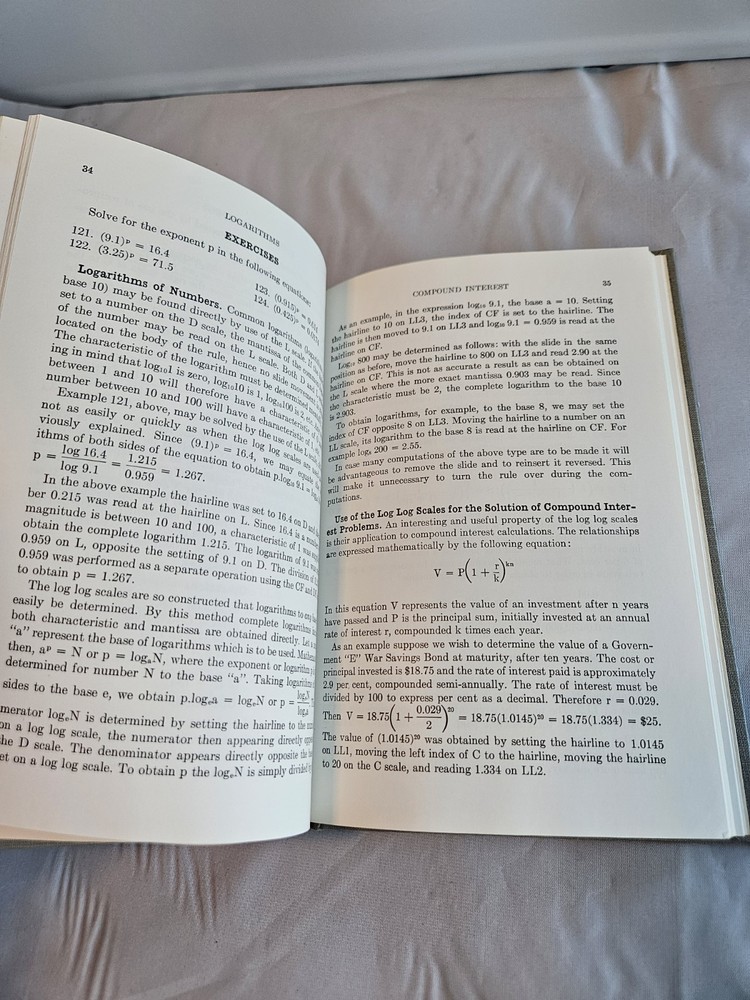 34
LOGARITHMS
EXERCISES
Solve for the exponent p in the following equations:
121. (9.1)ᵖ = 16.4
122. (3.25)ᵖ = 71.5
123. (0.915)ᵖ =
124. (0.425)ᵖ =
Logarithms of Numbers. Common logarithms
base 10) may be found directly by use of the L scale.
set to a number on the D scale, the mantissa of the
of the number may be read on the L scale. Both D
located on the body of the rule, hence no slide
The characteristic of the logarithm must be determined
ing in mind that log₁₀1 is zero, log₁₀10 is 1, log₁₀100 is 2,
between 1 and 10 will therefore have a characteristic of
number between 10 and 100 will have a characteristic of
Example 121, above, may be solved by the use of the L
not as easily or quickly as when the log log scales are
viously explained. Since (9.1)ᵖ = 16.4, we may equate
ithms of both sides of the equation to obtain p.log₁₀ 9.1 =
p = log 16.4 / log 9.1 = 1.215 / 0.959 = 1.267.
In the above example the hairline was set to 16.4 on D and
ber 0.215 was read at the hairline on L. Since 16.4 is a
magnitude is between 10 and 100, a characteristic of 1 was
obtain the complete logarithm 1.215. The logarithm of 9.1
0.959 on L, opposite the setting of 9.1 on D. The division of
0.959 was performed as a separate operation using the CF and
to obtain p = 1.267.
The log log scales are so constructed that logarithms to any
easily be determined. By this method complete logarithms
both characteristic and mantissa are obtained directly. Let
"a" represent the base of logarithms which is to be used.
then, aᵖ = N or p = logₐN, where the exponent or logarithm
determined for number N to the base "a". Taking logarithms
sides to the base e, we obtain p.logₑa = logₑN or p = logₑN / logₑa
merator logₑN is determined by setting the hairline to the
on a log log scale, the numerator then appearing directly
he D scale. The denominator appears directly opposite the
et on a log log scale. To obtain p the logₑN is simply divided
COMPOUND INTEREST
35
As an example, in the expression log₁₀ 9.1, the base a = 10. Setting
the hairline to 10 on LL3, the index of CF is set to the hairline. The
hairline is then moved to 9.1 on LL3 and log₁₀ 9.1 = 0.959 is read at the
hairline on CF.
Log₁₀ 800 may be determined as follows: with the slide in the same
position as before, move the hairline to 800 on LL3 and read 2.90 at the
hairline on CF. This is not as accurate a result as can be obtained on
the L scale where the more exact mantissa 0.903 may be read. Since
the characteristic must be 2, the complete logarithm to the base 10
is 2.903.
To obtain logarithms, for example, to the base 8, we may set the
index of CF opposite 8 on LL3. Moving the hairline to a number on an
LL scale, its logarithm to the base 8 is read at the hairline on CF. For
example log₈ 200 = 2.55.
In case many computations of the above type are to be made it will
be advantageous to remove the slide and to reinsert it reversed. This
will make it unnecessary to turn the rule over during the com-
putations.
Use of the Log Log Scales for the Solution of Compound Inter-
est Problems. An interesting and useful property of the log log scales
is their application to compound interest calculations. The relationships
are expressed mathematically by the following equation:
V = P(1 + r/k)ᵏⁿ
In this equation V represents the value of an investment after n years
have passed and P is the principal sum, initially invested at an annual
rate of interest r, compounded k times each year.
As an example suppose we wish to determine the value of a Govern-
ment "E" War Savings Bond at maturity, after ten years. The cost or
principal invested is $18.75 and the rate of interest paid is approximately
2.9 per cent, compounded semi-annually. The rate of interest must be
divided by 100 to express per cent as a decimal. Therefore r = 0.029.
Then V = 18.75(1 + 0.029/2)²⁰ = 18.75(1.0145)²⁰ = 18.75(1.334) = $25.
The value of (1.0145)²⁰ was obtained by setting the hairline to 1.0145
on LL1, moving the left index of C to the hairline, moving the hairline
to 20 on the C scale, and reading 1.334 on LL2.